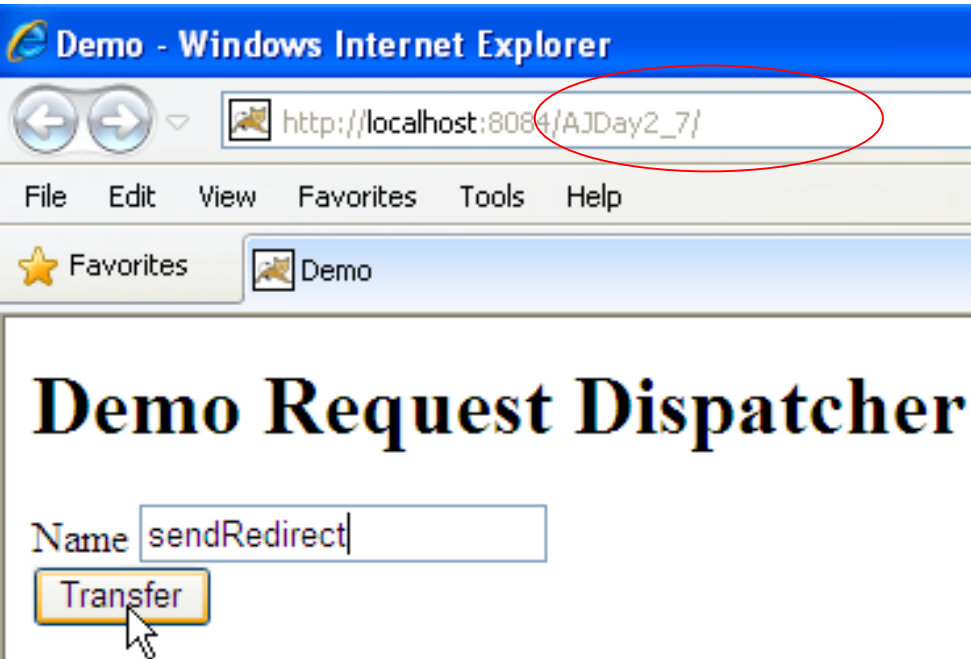 Demo - Windows Internet Explorer
http://localhost:8084/AJDay2_7/
File Edit View Favorites Tools Help
Favorites Demo
Demo Request Dispatcher
Name sendRedirect
Transfer